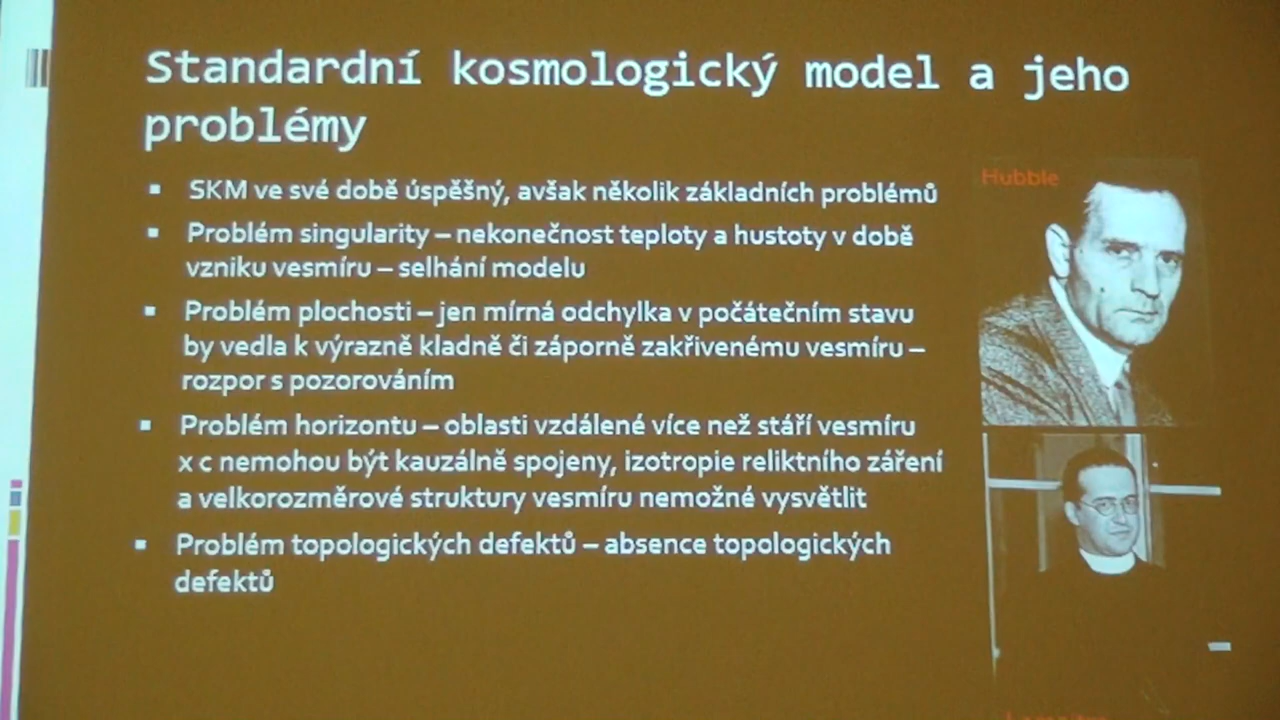 Standardní kosmologický model a jeho
problémy
SKM ve své době úspěšný, avšak několik základních problémů
Problém singularity – nekonečnost teploty a hustoty v době
vzniku vesmíru – selhání modelu
Problém plochosti – jen mírná odchylka v počátečním stavu
by vedla k výrazně kladně či záporně zakřivenému vesmíru –
rozpor s pozorováním
Problém horizontu – oblasti vzdálené více než stáří vesmíru
x c nemohou být kauzálně spojeny, izotropie reliktního záření
a velkorozměrové struktury vesmíru nemožné vysvětlit
Problém topologických defektů – absence topologických
defektů
Hubble